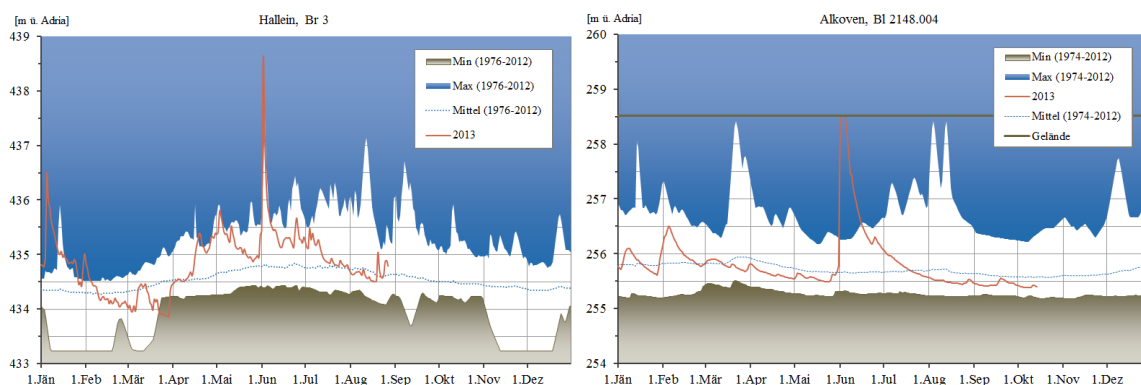 [m ü. Adria]
Hallein, Br 3
439
438
437
436
435
434
433
Min (1976-2012)
Max (1976-2012)
Mittel (1976-2012)
2013
1.Jän 1.Feb 1.Mär 1.Apr 1.Mai 1.Jun 1.Jul 1.Aug 1.Sep 1.Okt 1.Nov 1.Dez
[m ü. Adria]
Alkoven, Bl 2148.004
260
259
258
257
256
255
254
Min (1974-2012)
Max (1974-2012)
2013
Mittel (1974-2012)
Gelände
1.Jän 1.Feb 1.Mär 1.Apr 1.Mai 1.Jun 1.Jul 1.Aug 1.Sep 1.Okt 1.Nov 1.Dez